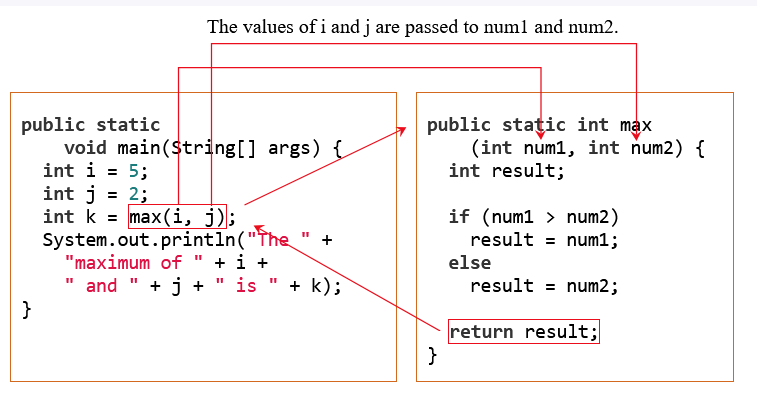 The values of i and j are passed to num1 and num2.
public static
void main(String[] args) {
int i = 5;
int j = 2;
int k = max(i, j);
System.out.println("The " +
"maximum of " + i +
" and " + j + " is " + k);
}
public static int max
(int num1, int num2) {
int result;
if (num1 > num2)
result = num1;
else
result = num2;
return result;
}